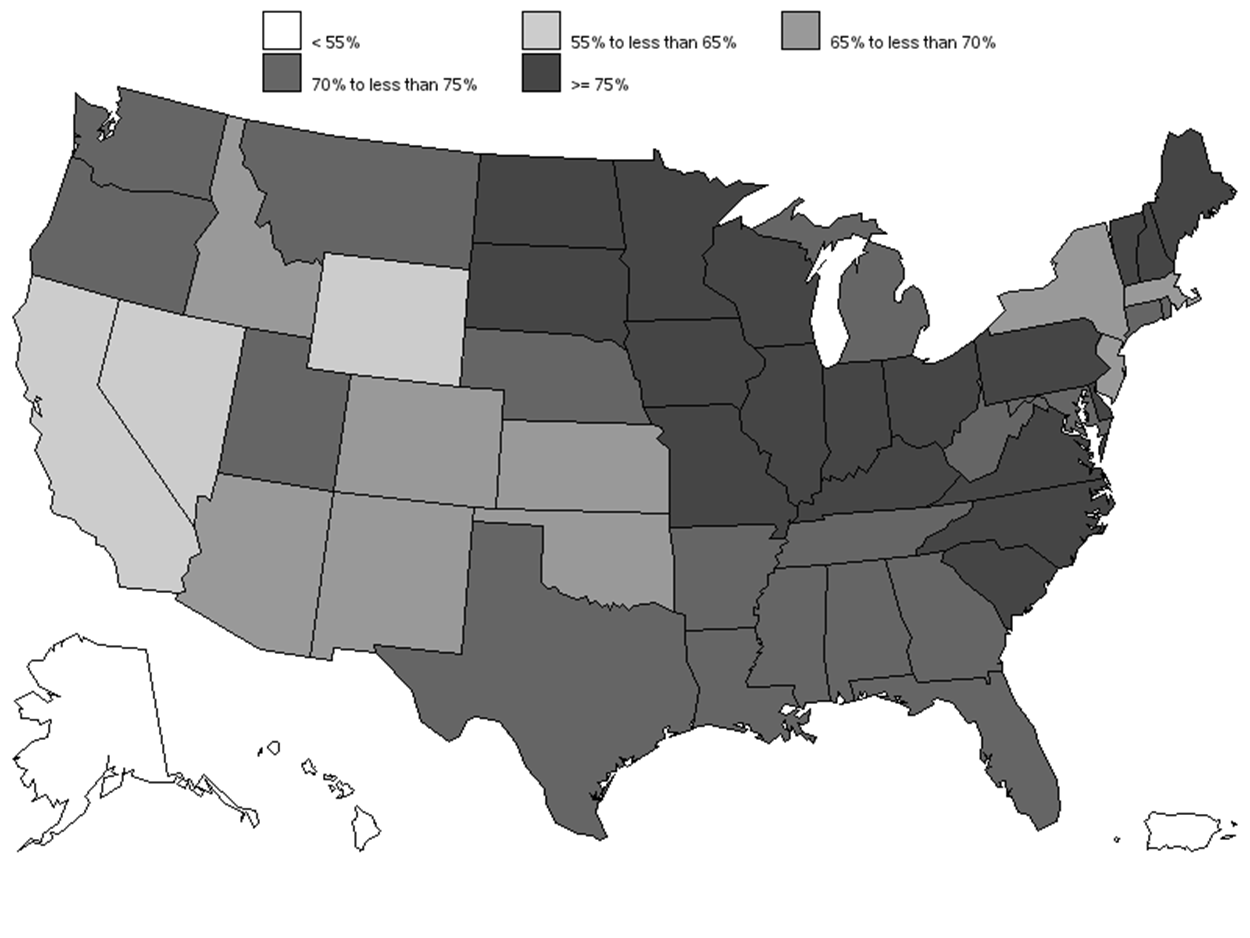 < 55%
55% to less than 65%
65% to less than 70%
70% to less than 75%
>= 75%